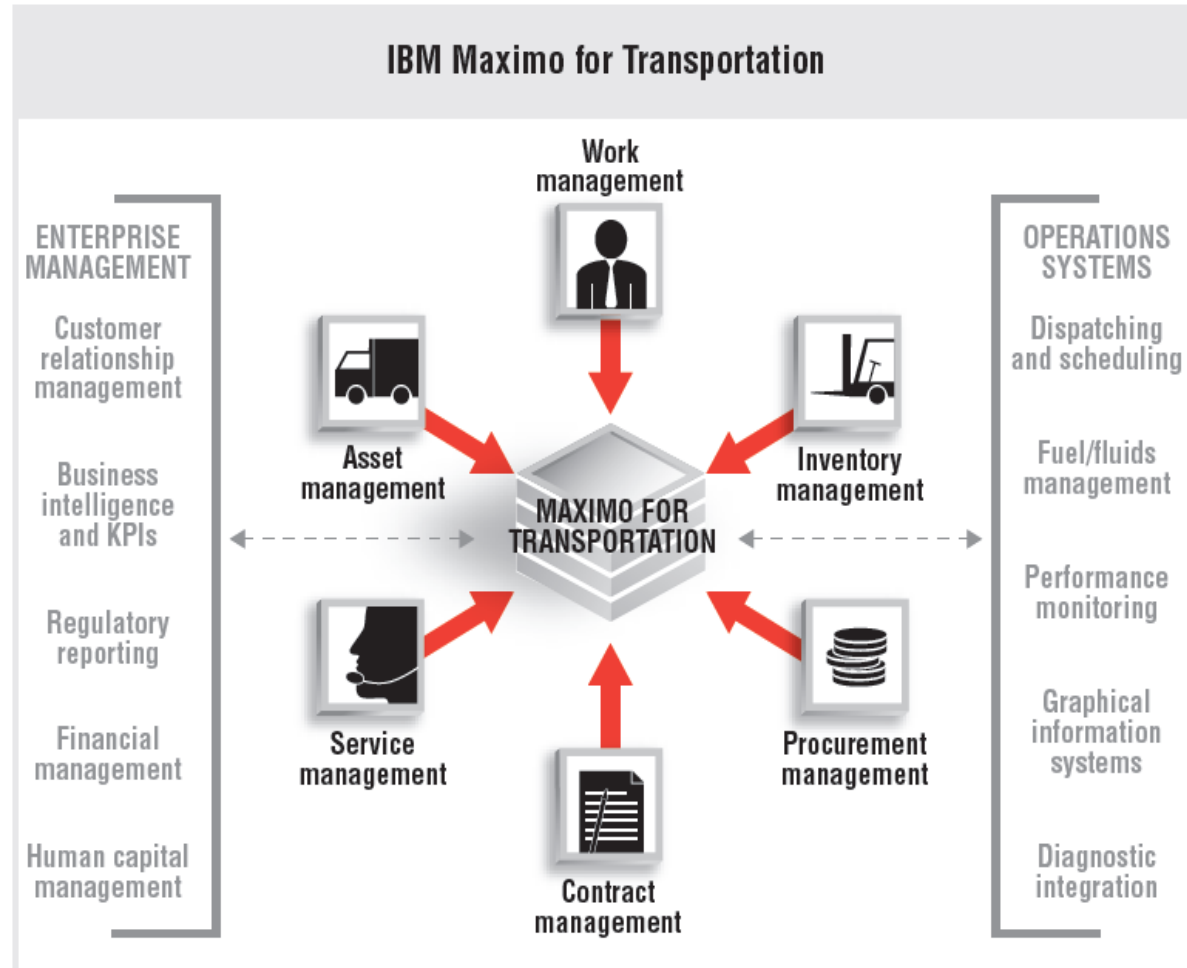 IBM Maximo for Transportation
Work
management
ENTERPRISE
MANAGEMENT
Customer
relationship
management
Business
intelligence
and KPIs
Regulatory
reporting
Financial
management
Human capital
management
Asset
management
Inventory
management
MAXIMO FOR
TRANSPORTATION
Service
management
Procurement
management
Contract
management
OPERATIONS
SYSTEMS
Dispatching
and scheduling
Fuel/fluids
management
Performance
monitoring
Graphical
information
systems
Diagnostic
integration